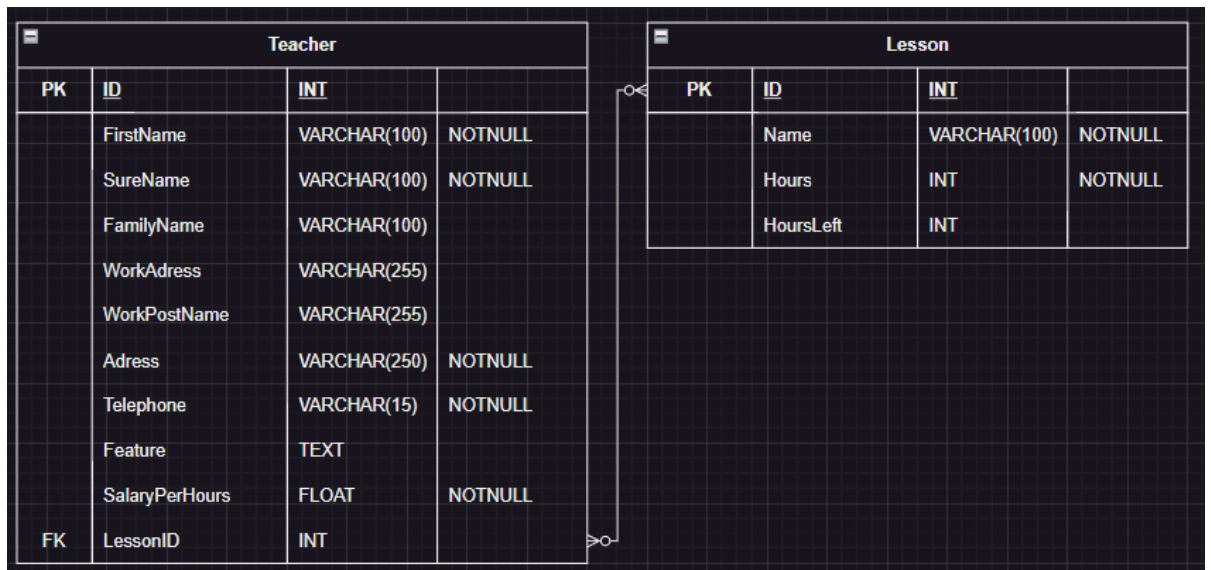 Teacher
PK ID INT
FirstName VARCHAR(100) NOTNULL
SureName VARCHAR(100) NOTNULL
FamilyName VARCHAR(100)
WorkAdress VARCHAR(255)
WorkPostName VARCHAR(255)
Adress VARCHAR(250) NOTNULL
Telephone VARCHAR(15) NOTNULL
Feature TEXT
SalaryPerHours FLOAT NOTNULL
FK LessonID INT
Lesson
PK ID INT
Name VARCHAR(100) NOTNULL
Hours INT NOTNULL
HoursLeft INT